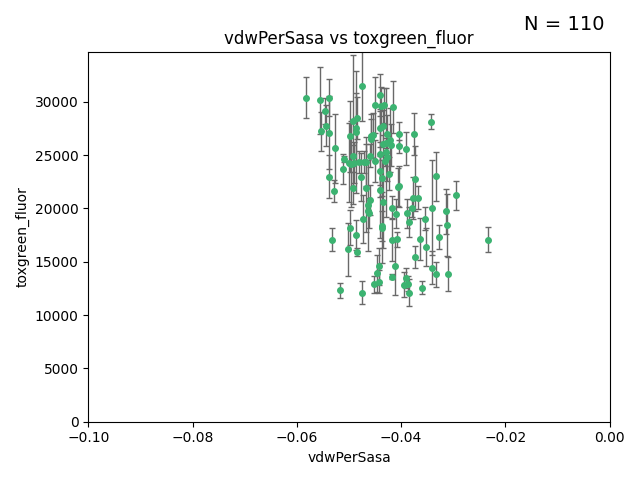 N = 110
vdwPerSasa vs toxgreen_fluor
30000
25000
20000
15000
10000
5000
0
toxgreen_fluor
−0.10 −0.08 −0.06 −0.04 −0.02 0.00
vdwPerSasa